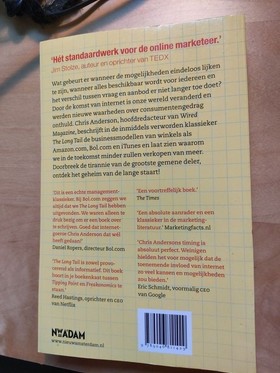 'Hét standaardwerk voor de online marketeer.'
Jim Stolze, auteur en oprichter van TEDX
Wat gebeurt er wanneer de mogelijkheden eindeloos lijken
te zijn, wanneer alles beschikbaar wordt voor iedereen en
het verschil tussen vraag en aanbod er niet langer toe doet?
Door de komst van internet is onze wereld veranderd en
werden nieuwe waarheden over consumentengedrag
onthuld. Chris Anderson, hoofdredacteur van Wired
Magazine, beschrijft in de inmiddels verworden klassieker
The Long Tail de businessmodellen van winkels als
Amazon.com, Bol.com en iTunes en laat zien waarom
we in de toekomst minder zullen verkopen van meer.
Doorbreek de tirannie van de grootste gemene deler,
ontdek het geheim van de lange staart!
'Dit is een echte management-
klassieker. Bij Bol.com zeggen we
altijd dat we The Long Tail hebben
uitgevonden. We waren alleen te
druk bezig om er een boek over
te schrijven. Goed dat internet-
goeroe Chris Anderson dat wél
heeft gedaan!'
Daniel Ropers, directeur Bol.com
'The Long Tail is zowel provo-
cerend als informatief. Dit boek
hoort in je boekenkast tussen
Tipping Point en Freakonomics te
staan.'
Reed Hastings, oprichter en ceo
van Netflix
'Een voortreffelijk boek.'
The Times
'Een absolute aanrader en een
klassieker in de marketing-
literatuur.' Marketingfacts.nl
'Chris Andersons timing is
absoluut perfect. Weinigen
hielden het voor mogelijk dat de
toenemende invloed van internet
zo veel kansen en mogelijkheden
zou bieden.'
Eric Schmidt, voormalig ceo
van Google
NWADAM
www.nieuwamsterdam.nl